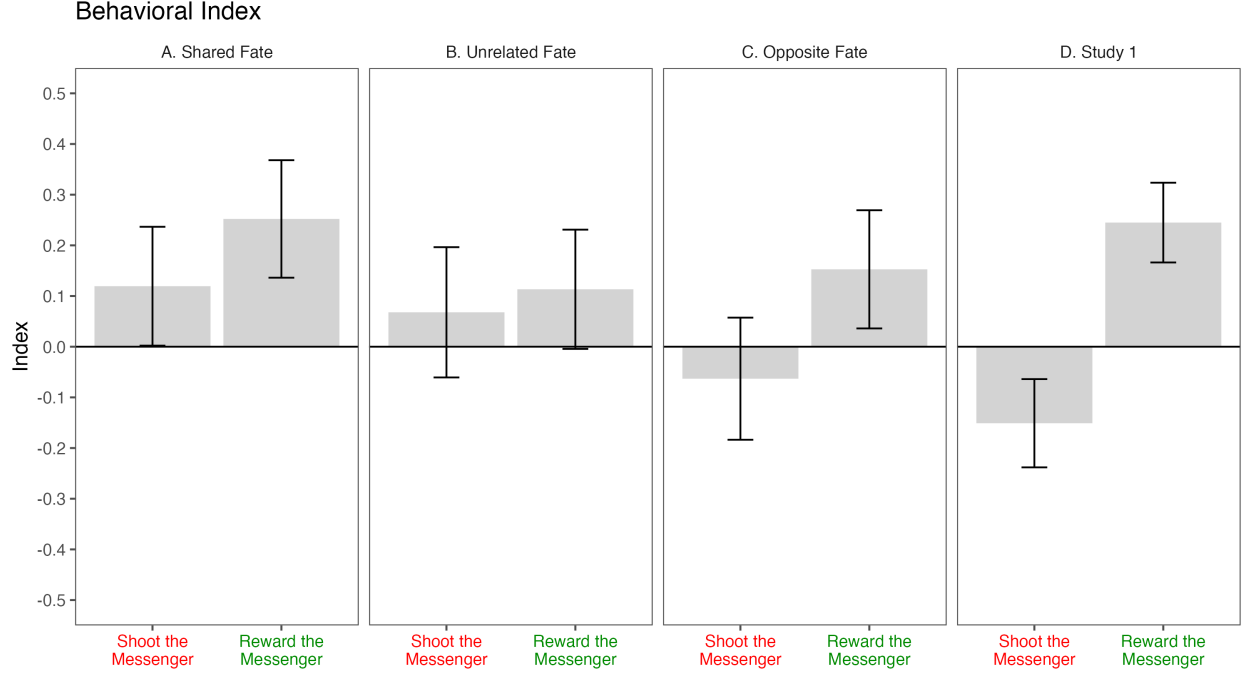 Behavioral Index
A. Shared Fate
B. Unrelated Fate
C. Opposite Fate
D. Study 1
Index
0.5
0.4
0.3
0.2
0.1
0.0
-0.1
-0.2
-0.3
-0.4
-0.5
Shoot the
Messenger
Reward the
Messenger
Shoot the
Messenger
Reward the
Messenger
Shoot the
Messenger
Reward the
Messenger
Shoot the
Messenger
Reward the
Messenger